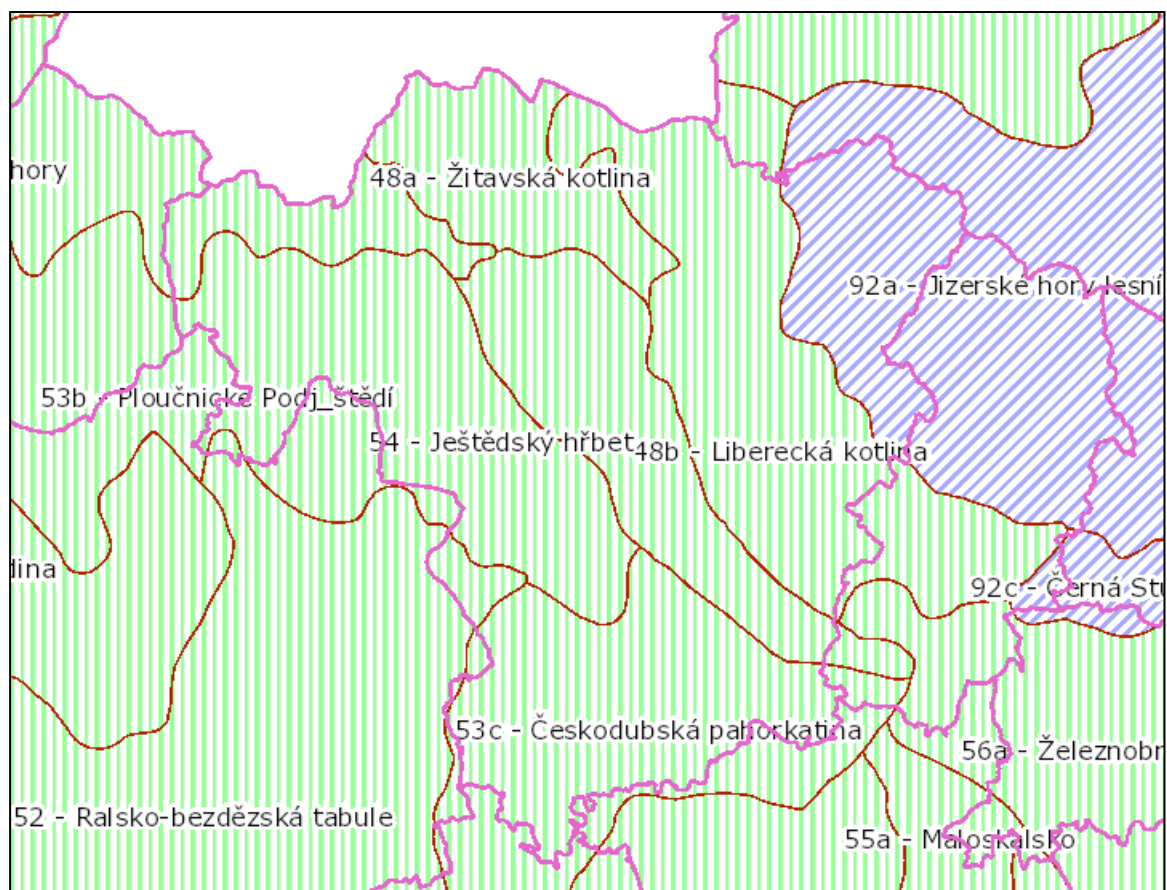 hory
48a - Žitavská kotlina
92a - Jizerské hory lesní
53b - Ploučnické Podj_štědí
54 - Ještědský hřbet
48b - Liberecká kotlina
dina
92c - Černá Stu
53c - Českodubská pahorkatina
56a - Železnobr
52 - Ralsko-bezdězská tabule
55a - Maloskalsko